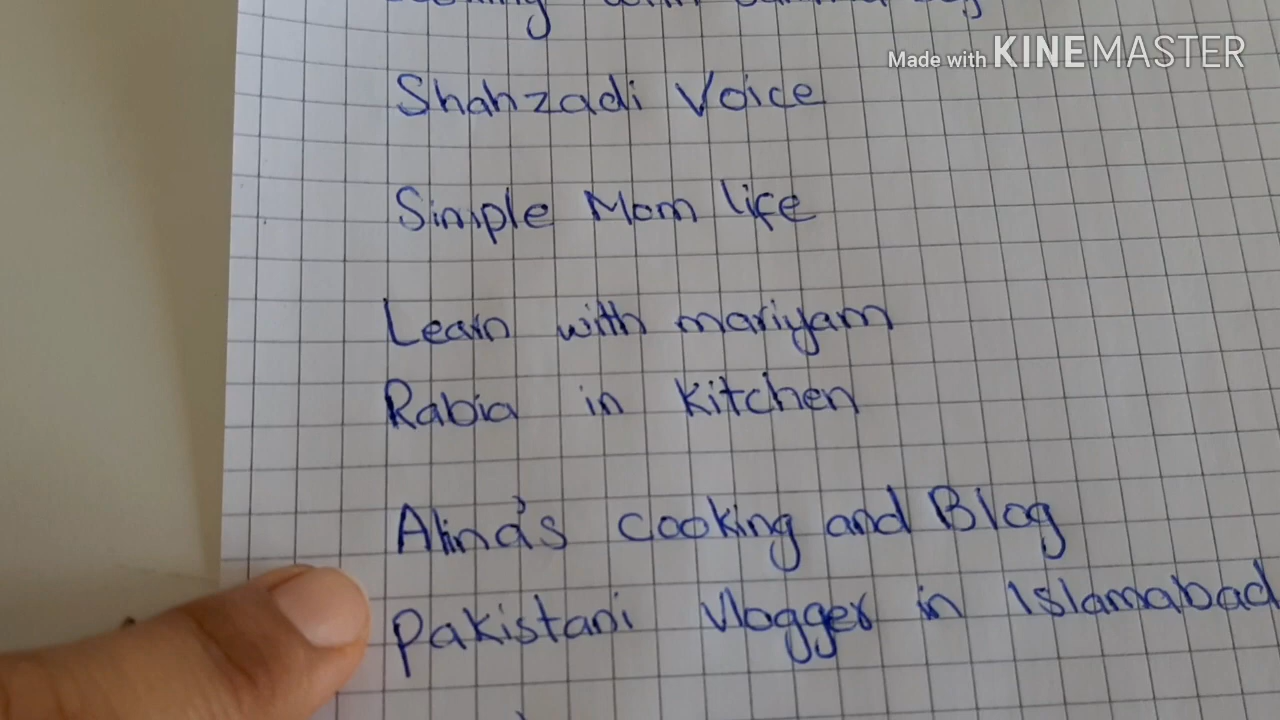 Made with KINEMASTER
Shahzadi Voice
Simple Mom life
Learn with mariyam
Rabia in Kitchen
Alina's Cooking and Blog
Pakistani Vlogger in Islamabad